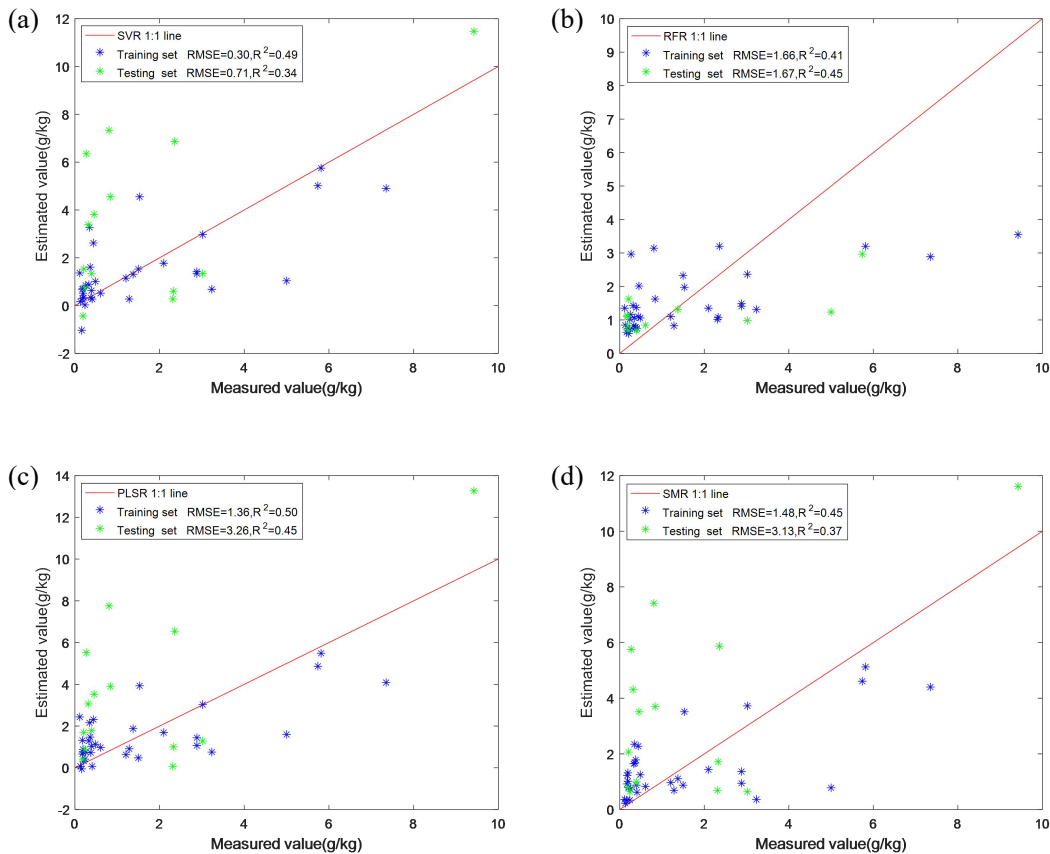 (a)
12
10
8
6
4
2
0
-2
Estimated value(g/kg)
SVR 1:1 line
Training set RMSE=0.30,R²=0.49
Testing set RMSE=0.71,R²=0.34
0 2 4 6 8 10
Measured value(g/kg)
(b)
10
9
8
7
6
5
4
3
2
1
0
Estimated value(g/kg)
RFR 1:1 line
Training set RMSE=1.66,R²=0.41
Testing set RMSE=1.67,R²=0.45
0 2 4 6 8 10
Measured value(g/kg)
(c)
14
12
10
8
6
4
2
0
-2
Estimated value(g/kg)
PLSR 1:1 line
Training set RMSE=1.36,R²=0.50
Testing set RMSE=3.26,R²=0.45
0 2 4 6 8 10
Measured value(g/kg)
(d)
12
10
8
6
4
2
0
Estimated value(g/kg)
SMR 1:1 line
Training set RMSE=1.48,R²=0.45
Testing set RMSE=3.13,R²=0.37
0 2 4 6 8 10
Measured value(g/kg)